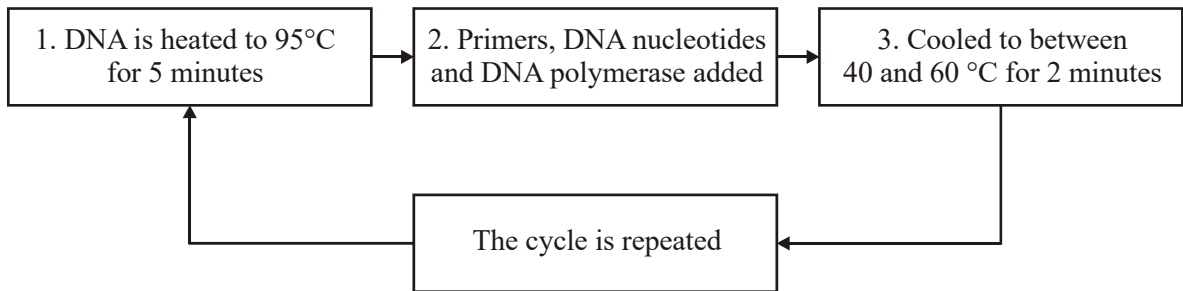 1. DNA is heated to 95°C
for 5 minutes
2. Primers, DNA nucleotides
and DNA polymerase added
3. Cooled to between
40 and 60 °C for 2 minutes
The cycle is repeated